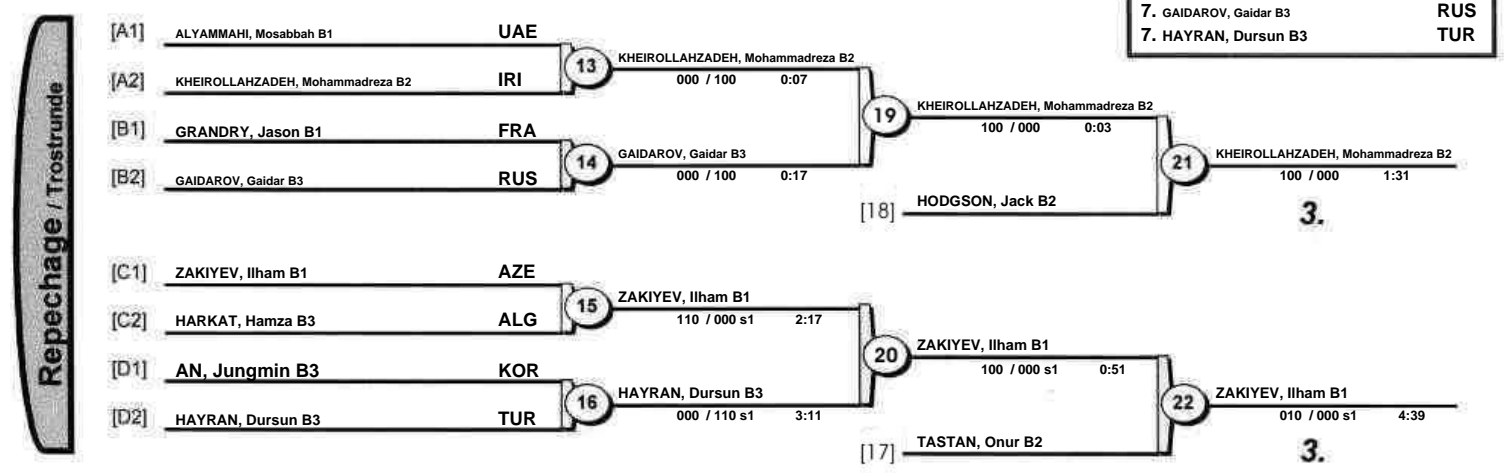 7. GAIDAROV, Gaidar B3 RUS
7. HAYRAN, Dursun B3 TUR
Repechage / Trostrunde
[A1] ALYAMMAHI, Mosabbah B1 UAE
13 KHEIROLLAHZADEH, Mohammadreza B2
000 / 100 0:07
[A2] KHEIROLLAHZADEH, Mohammadreza B2 IRI
19 KHEIROLLAHZADEH, Mohammadreza B2
100 / 000 0:03
[B1] GRANDRY, Jason B1 FRA
14 GAIDAROV, Gaidar B3
000 / 100 0:17
[B2] GAIDAROV, Gaidar B3 RUS
21 KHEIROLLAHZADEH, Mohammadreza B2
100 / 000 1:31
[18] HODGSON, Jack B2
3.
[C1] ZAKIYEV, Ilham B1 AZE
15 ZAKIYEV, Ilham B1
110 / 000 s1 2:17
[C2] HARKAT, Hamza B3 ALG
20 ZAKIYEV, Ilham B1
100 / 000 s1 0:51
[D1] AN, Jungmin B3 KOR
16 HAYRAN, Dursun B3
000 / 110 s1 3:11
[D2] HAYRAN, Dursun B3 TUR
22 ZAKIYEV, Ilham B1
010 / 000 s1 4:39
[17] TASTAN, Onur B2
3.